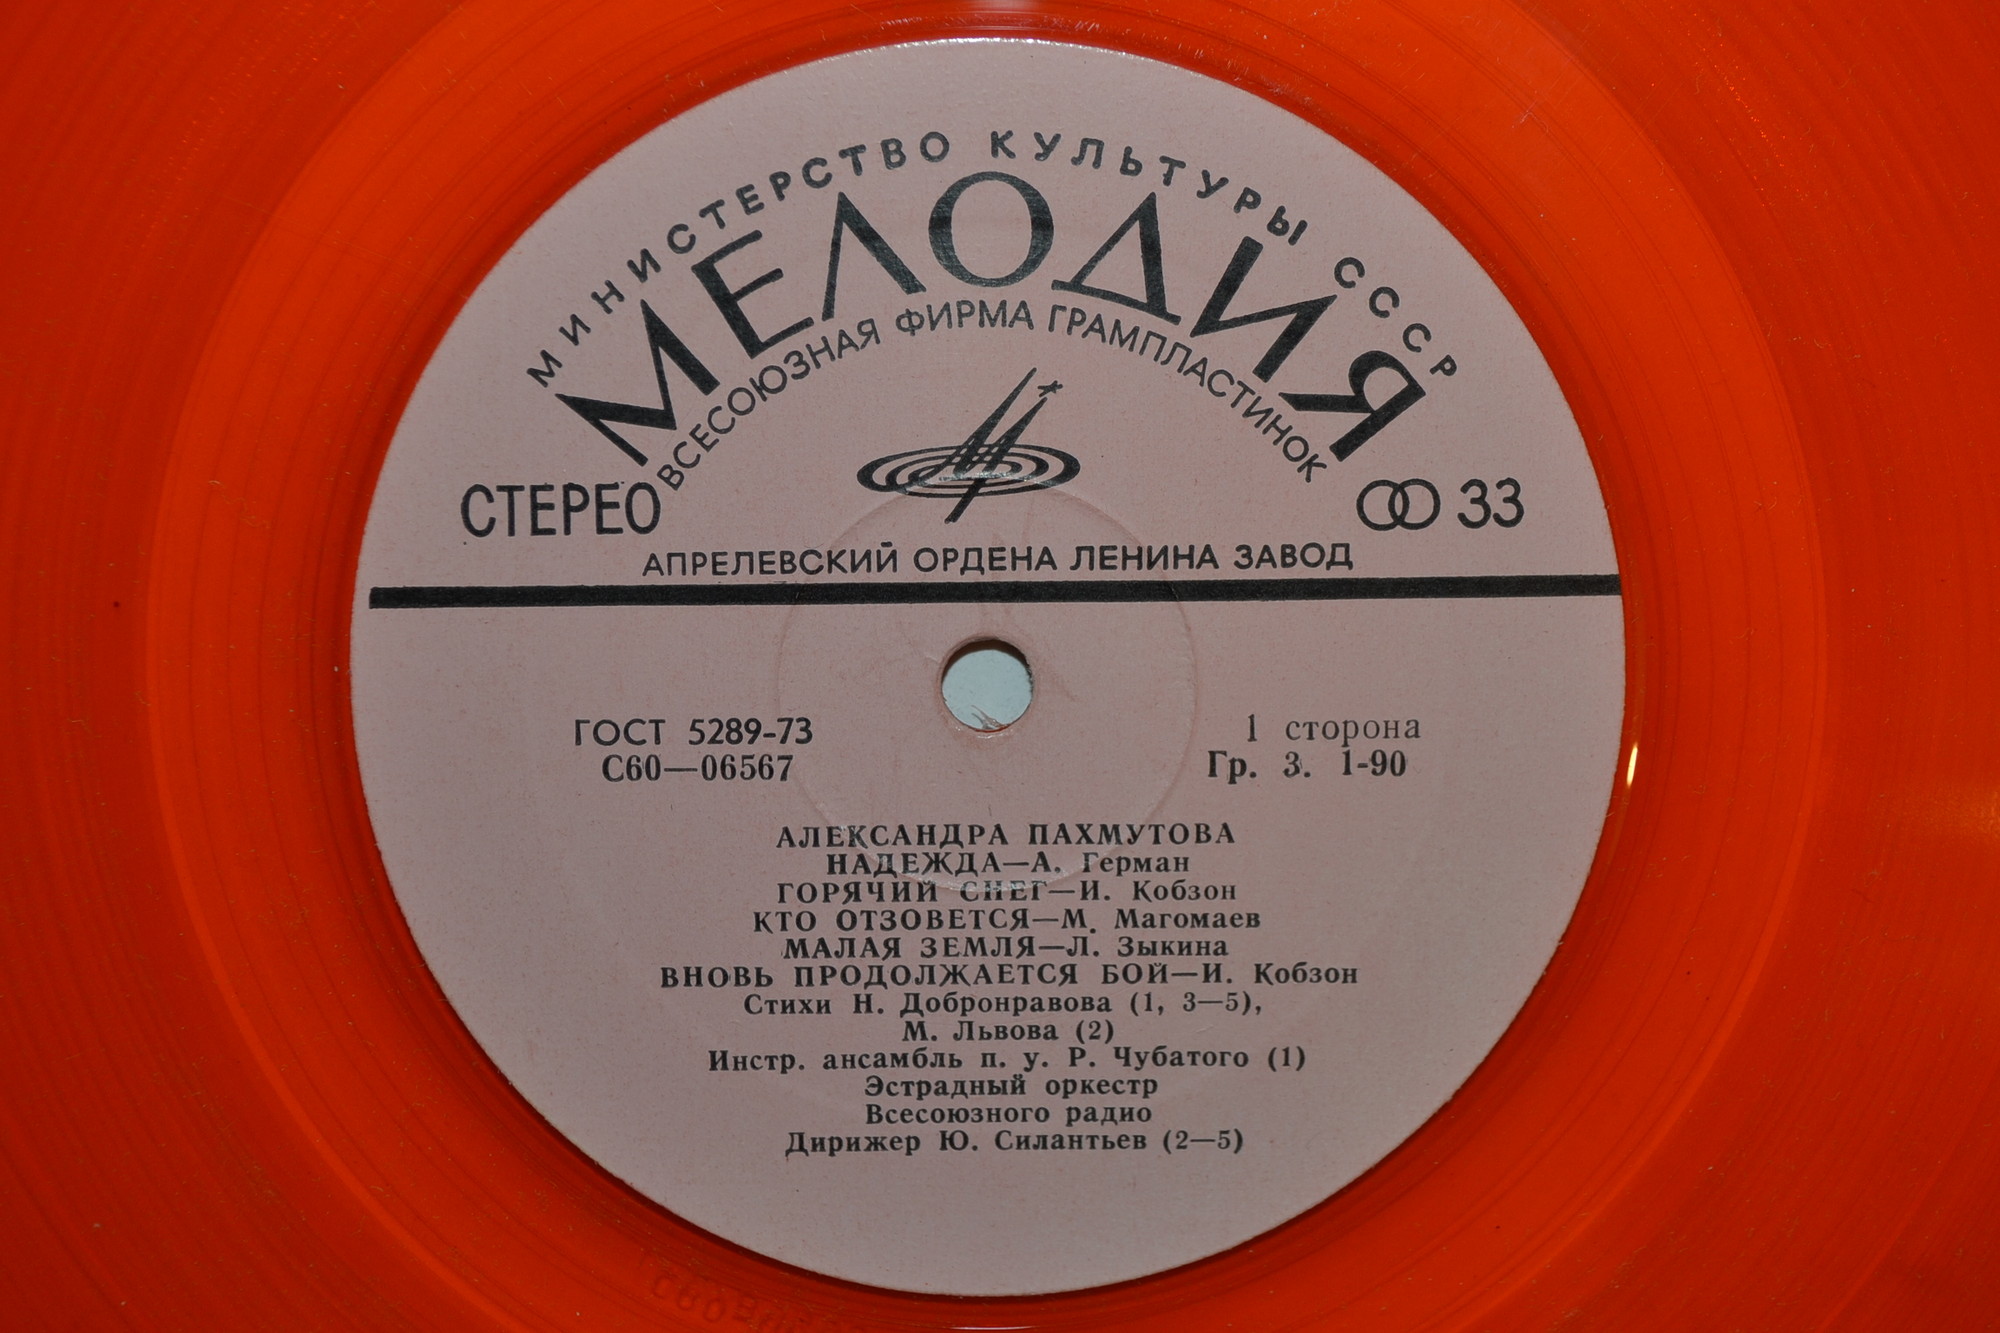 МИНИСТЕРСТВО КУЛЬТУРЫ СССР
МЕЛОДИЯ
ВСЕСОЮЗНАЯ ФИРМА ГРАМПЛАСТИНОК
СТЕРЕО
33
АПРЕЛЕВСКИЙ ОРДЕНА ЛЕНИНА ЗАВОД
ГОСТ 5289-73
1 сторона
С60—06567
Гр. 3. 1-90
АЛЕКСАНДРА ПАХМУТОВА
НАДЕЖДА—А. Герман
ГОРЯЧИЙ СНЕГ—И. Кобзон
КТО ОТЗОВЕТСЯ—М. Магомаев
МАЛАЯ ЗЕМЛЯ—Л. Зыкина
ВНОВЬ ПРОДОЛЖАЕТСЯ БОЙ—И. Кобзон
Стихи Н. Добронравова (1, 3—5),
М. Львова (2)
Инстр. ансамбль п. у. Р. Чубатого (1)
Эстрадный оркестр
Всесоюзного радио
Дирижер Ю. Силантьев (2—5)